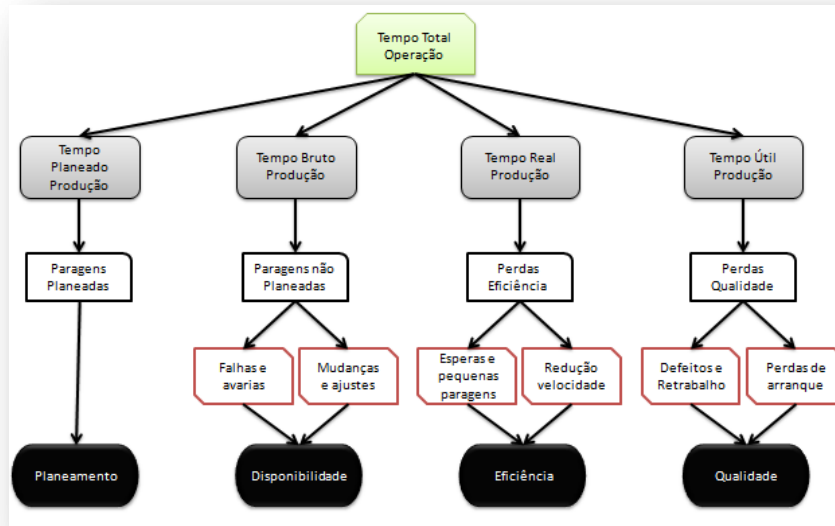 Tempo Total
Operação
Tempo
Planeado
Produção
Tempo Bruto
Produção
Tempo Real
Produção
Tempo Útil
Produção
Paragens
Planeadas
Paragens não
Planeadas
Perdas
Eficiência
Perdas
Qualidade
Falhas e
avarias
Mudanças
e ajustes
Esperas e
pequenas
paragens
Redução
velocidade
Defeitos e
Retrabalho
Perdas de
arranque
Planeamento
Disponibilidade
Eficiência
Qualidade